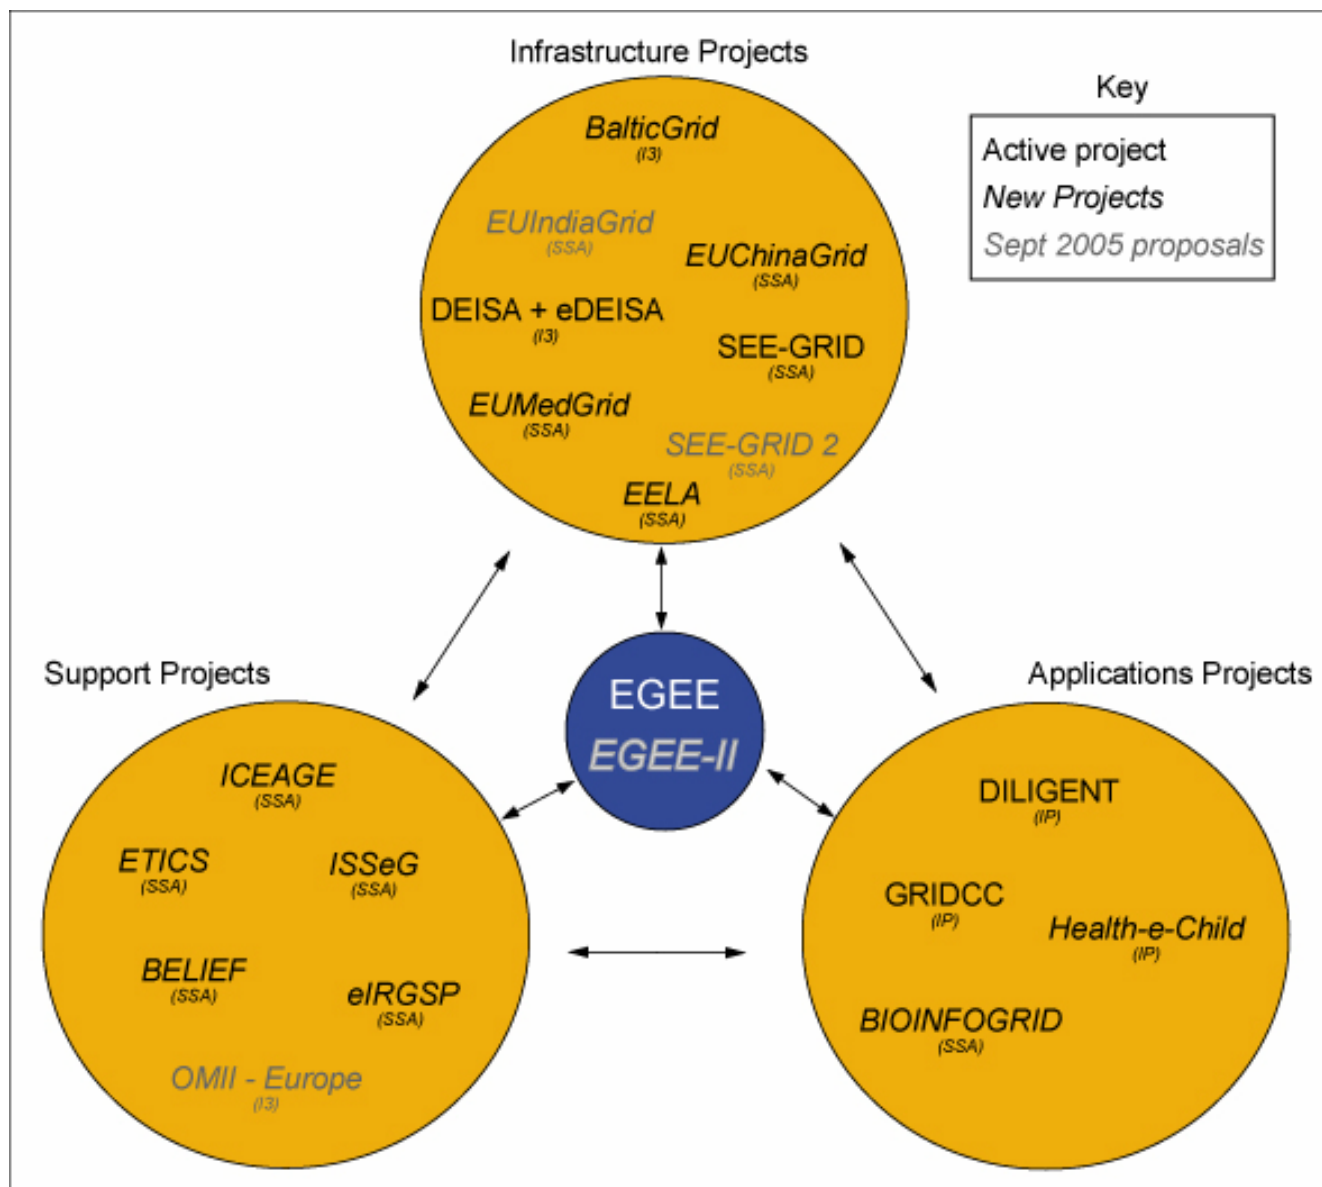 Infrastructure Projects
Key
Active project
New Projects
Sept 2005 proposals
BalticGrid
(I3)
EUIndiaGrid
(SSA)
EUChinaGrid
(SSA)
DEISA + eDEISA
(I3)
SEE-GRID
(SSA)
EUMedGrid
(SSA)
SEE-GRID 2
(SSA)
EELA
(SSA)
EGEE
EGEE-II
Support Projects
ICEAGE
(SSA)
ETICS
(SSA)
ISSeG
(SSA)
BELIEF
(SSA)
eIRGSP
(SSA)
OMII - Europe
(I3)
Applications Projects
DILIGENT
(IP)
GRIDCC
(IP)
Health-e-Child
(IP)
BIOINFOGRID
(SSA)